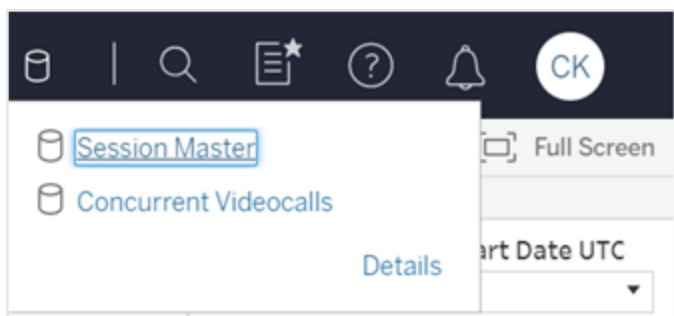 CK
Session Master
Full Screen
Concurrent Videocalls
art Date UTC
Details